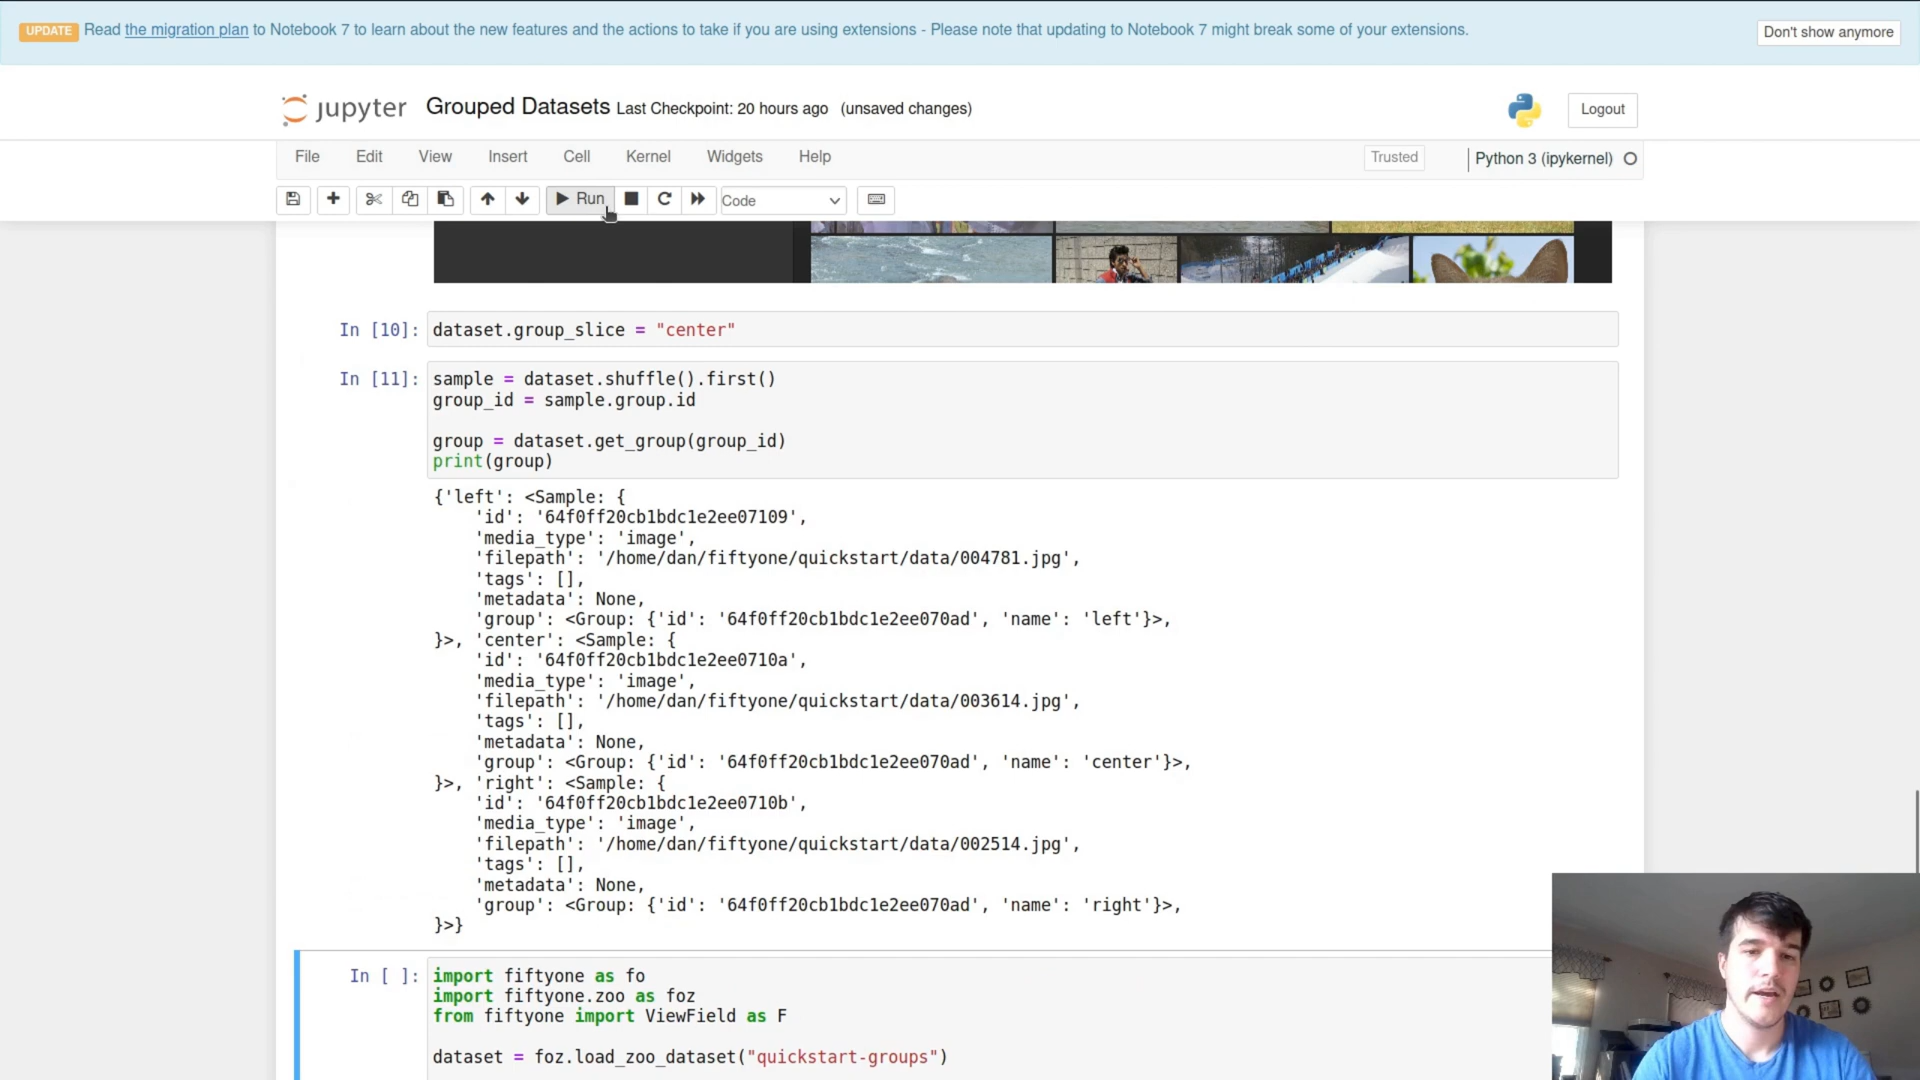 UPDATE Read the migration plan to Notebook 7 to learn about the new features and the actions to take if you are using extensions - Please note that updating to Notebook 7 might break some of your extensions.
Don't show anymore
jupyter Grouped Datasets Last Checkpoint: 20 hours ago (unsaved changes)
Logout
File Edit View Insert Cell Kernel Widgets Help
Trusted
Python 3 (ipykernel)
Run
Code
In [10]: dataset.group_slice = "center"
In [11]: sample = dataset.shuffle().first()
group_id = sample.group.id
group = dataset.get_group(group_id)
print(group)
{'left': <Sample: {
'id': '64f0ff20cb1bdc1e2ee07109',
'media_type': 'image',
'filepath': '/home/dan/fiftyone/quickstart/data/004781.jpg',
'tags': [],
'metadata': None,
'group': <Group: {'id': '64f0ff20cb1bdc1e2ee070ad', 'name': 'left'}>,
}>, 'center': <Sample: {
'id': '64f0ff20cb1bdc1e2ee0710a',
'media_type': 'image',
'filepath': '/home/dan/fiftyone/quickstart/data/003614.jpg',
'tags': [],
'metadata': None,
'group': <Group: {'id': '64f0ff20cb1bdc1e2ee070ad', 'name': 'center'}>,
}>, 'right': <Sample: {
'id': '64f0ff20cb1bdc1e2ee0710b',
'media_type': 'image',
'filepath': '/home/dan/fiftyone/quickstart/data/002514.jpg',
'tags': [],
'metadata': None,
'group': <Group: {'id': '64f0ff20cb1bdc1e2ee070ad', 'name': 'right'}>,
}>}
In [ ]: import fiftyone as fo
import fiftyone.zoo as foz
from fiftyone import ViewField as F
dataset = foz.load_zoo_dataset("quickstart-groups")